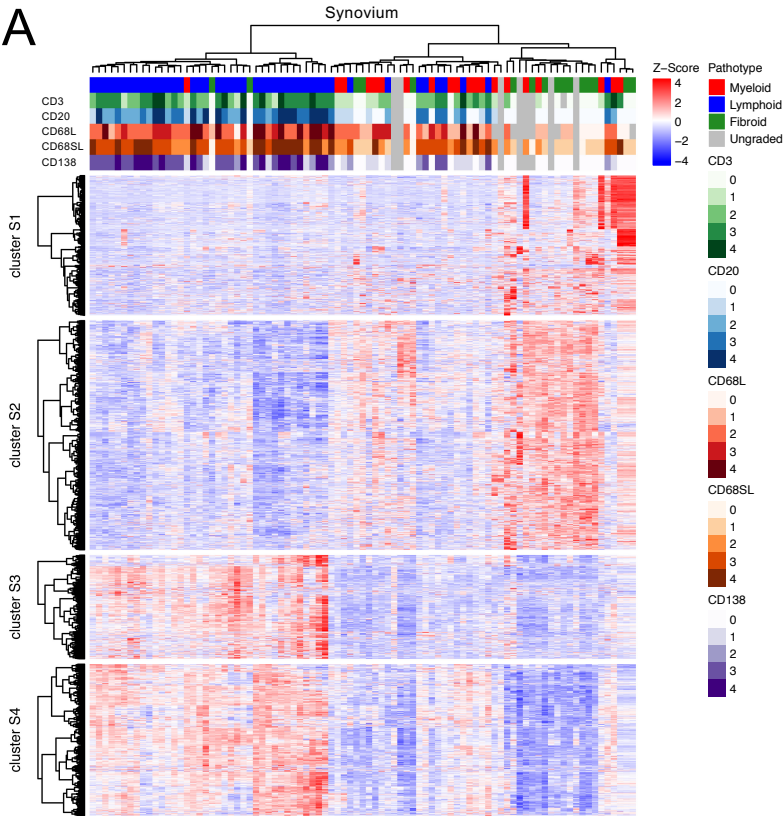 A
Synovium
CD3
CD20
CD68L
CD68SL
CD138
cluster S1
cluster S2
cluster S3
cluster S4
Z-Score
4
2
0
−2
−4
Pathotype
Myeloid
Lymphoid
Fibroid
Ungraded
CD3
0
1
2
3
4
CD20
0
1
2
3
4
CD68L
0
1
2
3
4
CD68SL
0
1
2
3
4
CD138
0
1
2
3
4